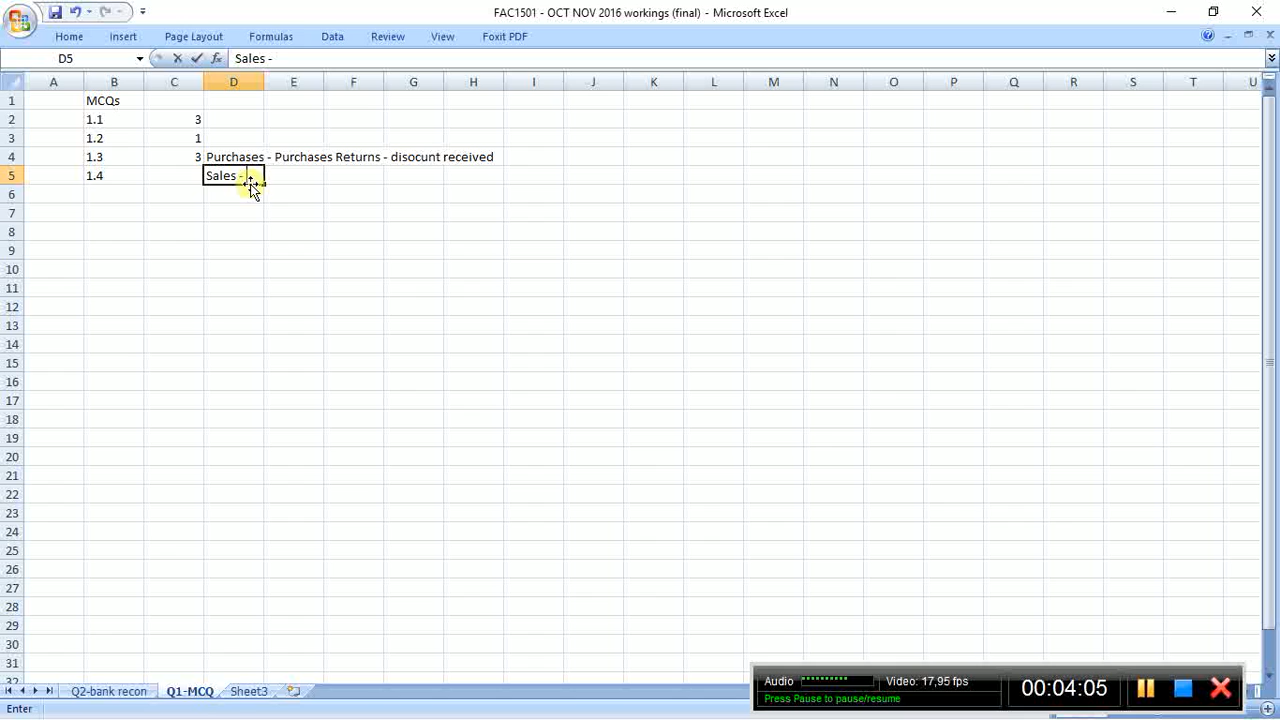 FAC1501 - OCT NOV 2016 workings (final) - Microsoft Excel
Home Insert Page Layout Formulas Data Review View Foxit PDF
D5 fx Sales -
A B C D E F G H I J K L M N O P Q R S T U
1 MCQs
2 1.1 3
3 1.2 1
4 1.3 3 Purchases - Purchases Returns - disocunt received
5 1.4 Sales -
6
7
8
9
10
11
12
13
14
15
16
17
18
19
20
21
22
23
24
25
26
27
28
29
30
31
32
Q2-bank recon Q1-MCQ Sheet3
Enter
Audio Video: 17,95 fps
Press Pause to pause/resume
00:04:05